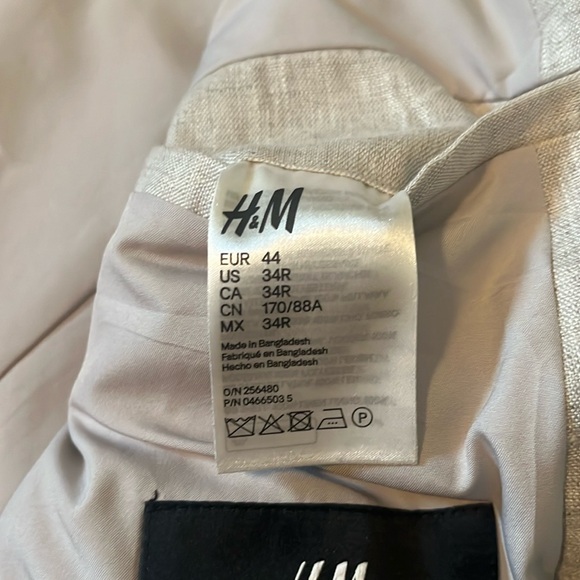 H&M
EUR 44
US 34R
CA 34R
CN 170/88A
MX 34R
Made in Bangladesh
Fabriqué en Bangladesh
Hecho en Bangladesh
O/N 256480
P/N 0466503 5
P
H&M